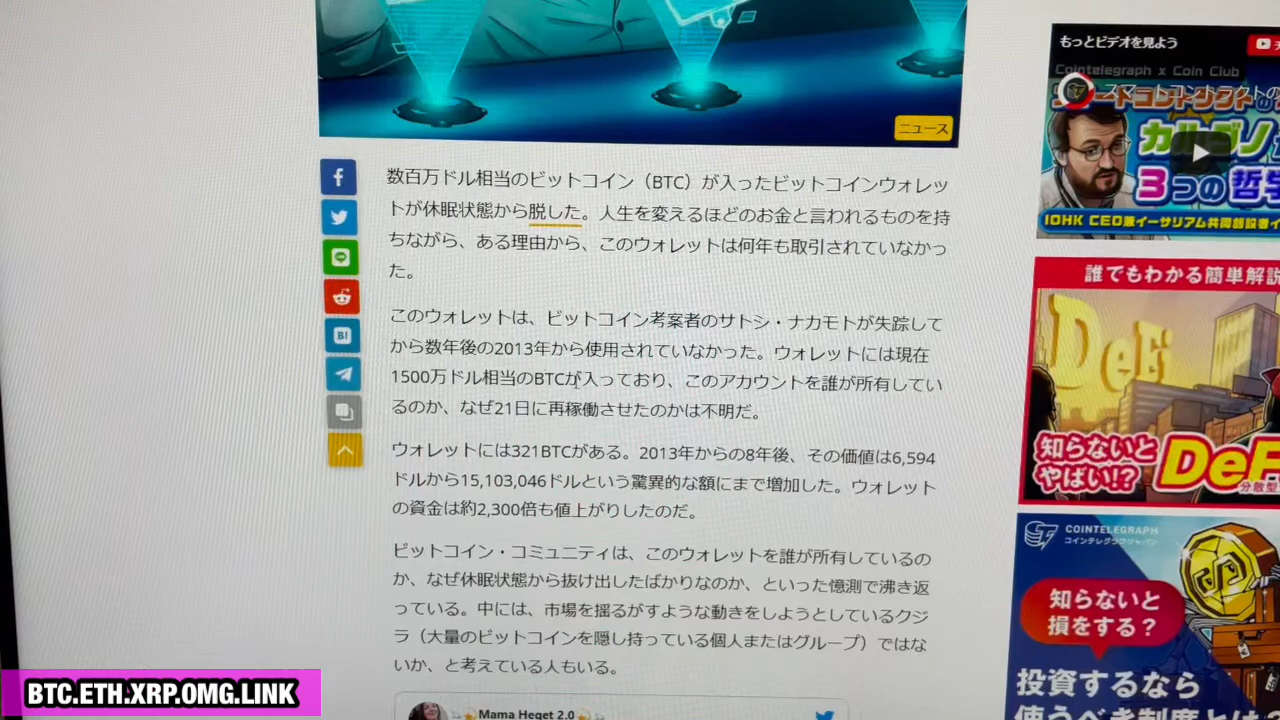 ニュース
数百万ドル相当のビットコイン（BTC）が入ったビットコインウォレッ
トが休眠状態から脱した。人生を変えるほどのお金と言われるものを持
ちながら、ある理由から、このウォレットは何年も取引されていなかっ
た。
このウォレットは、ビットコイン考案者のサトシ・ナカモトが失踪して
から数年後の2013年から使用されていなかった。ウォレットには現在
1500万ドル相当のBTCが入っており、このアカウントを誰が所有してい
るのか、なぜ21日に再稼働させたのかは不明だ。
ウォレットには321BTCがある。2013年からの8年後、その価値は6,594
ドルから15,103,046ドルという驚異的な額にまで増加した。ウォレット
の資金は約2,300倍も値上がりしたのだ。
ビットコイン・コミュニティは、このウォレットを誰が所有しているの
か、なぜ休眠状態から抜け出したばかりなのか、といった憶測で沸き返
っている。中には、市場を揺るがすような動きをしようとしているクジ
ラ（大量のビットコインを隠し持っている個人またはグループ）ではな
いか、と考えている人もいる。
Mama Heget 2.0
もっとビデオを見よう
Cointelegraph x Coin Club
スマートコントラクトの
カルダノ
3つの哲学
IOHK CEO兼イーサリアム共同創設者
誰でもわかる簡単解説
DeFi
知らないと
やばい!?
DeF
分散型
COINTELEGRAPH
コインテレグラフジャパン
知らないと
損をする？
投資するなら
使うべき制度とは
BTC.ETH.XRP.OMG.LINK